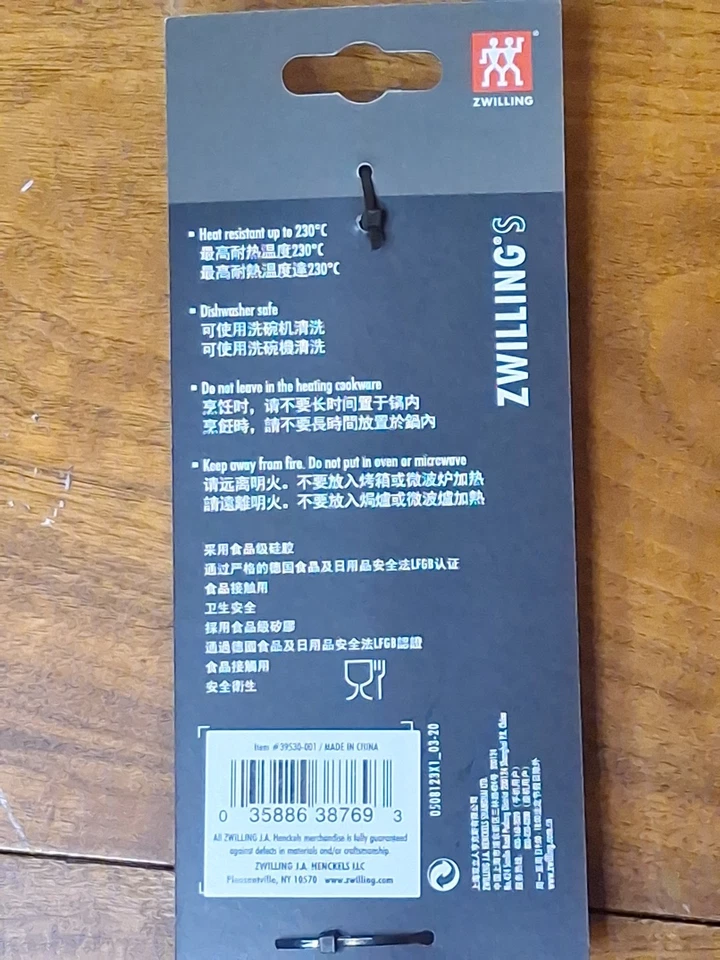 ZWILLING
ZWILLING® S
Heat resistant up to 230°C
最高耐热温度230°C
最高耐熱溫度達230°C
Dishwasher safe
可使用洗碗机清洗
可使用洗碗機清洗
Do not leave in the heating cookware
烹饪时，请不要长时间置于锅内
烹飪時，請不要長時間放置於鍋內
Keep away from fire. Do not put in oven or microwave
请远离明火。不要放入烤箱或微波炉加热
請遠離明火。不要放入焗爐或微波爐加熱
采用食品级硅胶
通过严格的德国食品及日用品安全法LFGB认证
食品接触用
卫生安全
採用食品級矽膠
通過德國食品及日用品安全法LFGB認證
食品接觸用
安全衛生
Item #39530-001 / MADE IN CHINA
0 35886 38769 3
All ZWILLING J.A. Henckels merchandise is fully guaranteed
against defects in materials and/or craftsmanship.
ZWILLING J.A. HENCKELS LLC
Pleasantville, NY 10570 www.zwilling.com
0508123X1_03-20
ZWILLING J.A. HENCKELS SHANGHAI LTD.
www.zwilling.com.cn